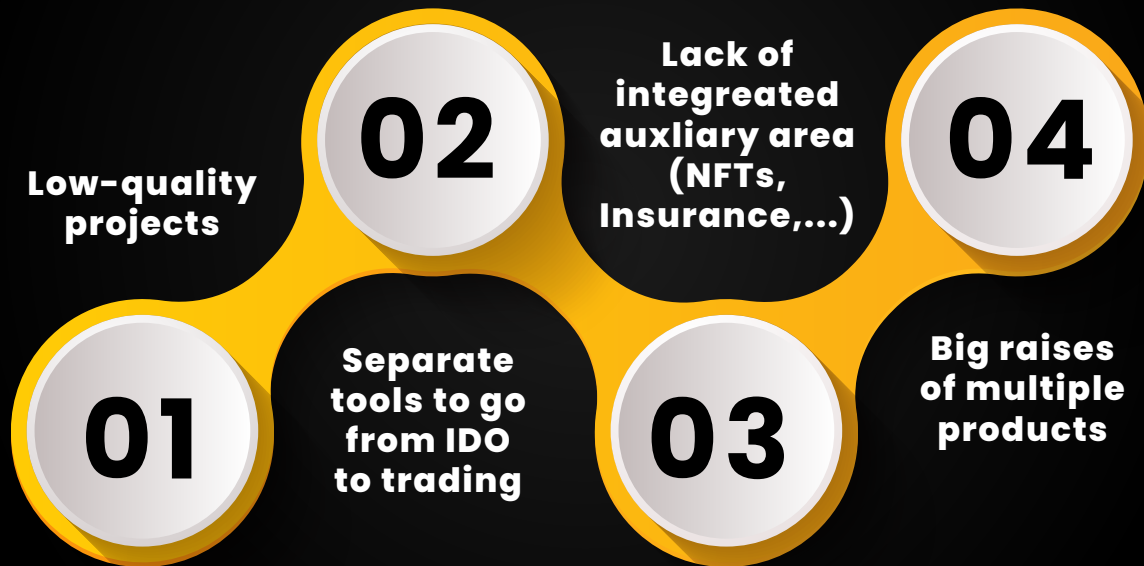 01
Low-quality
projects
02
Separate
tools to go
from IDO
to trading
03
Lack of
integreated
auxliary area
(NFTs,
Insurance,...)
04
Big raises
of multiple
products